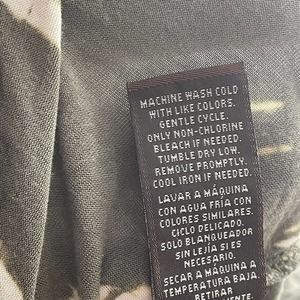 MACHINE WASH COLD
WITH LIKE COLORS.
GENTLE CYCLE.
ONLY NON-CHLORINE
BLEACH IF NEEDED.
TUMBLE DRY LOW.
REMOVE PROMPTLY.
COOL IRON IF NEEDED.
LAVAR A MÁQUINA
CON AGUA FRÍA CON
COLORES SIMILARES.
CICLO DELICADO.
SOLO BLANQUEADOR
SIN LEJÍA SI ES
NECESARIO.
SECAR A MÁQUINA A
TEMPERATURA BAJA.
RETIRAR